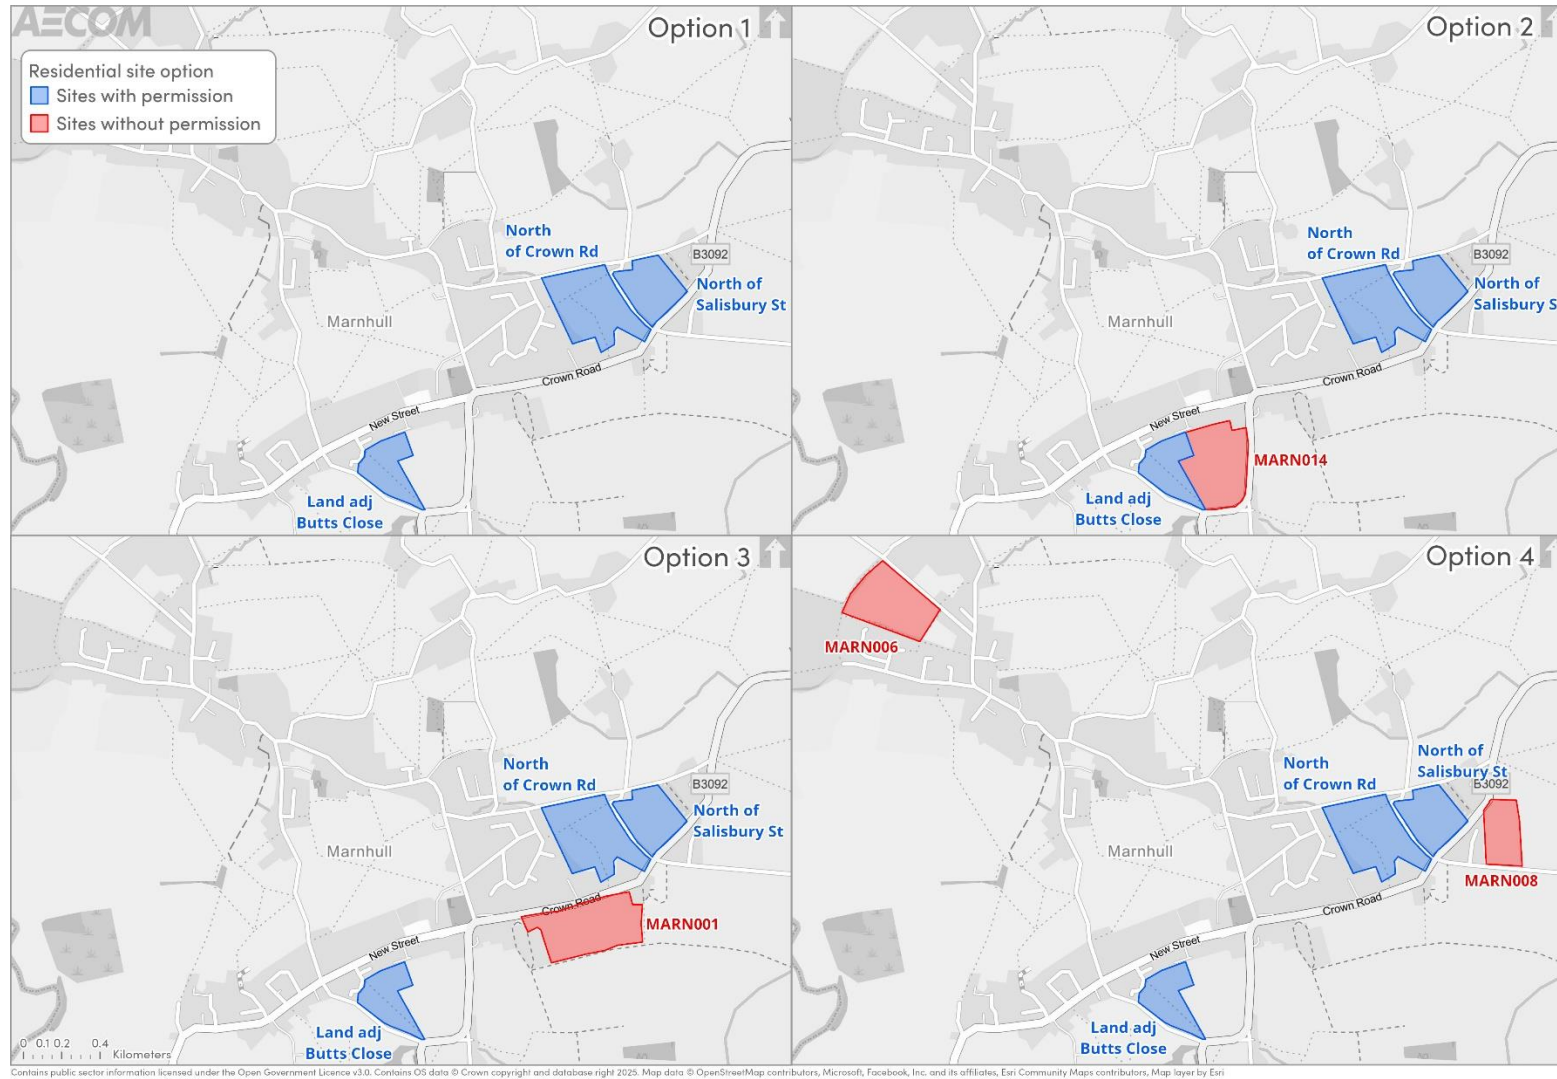 AECOM
Option 1
Residential site option
Sites with permission
Sites without permission
North
of Crown Rd
B3092
North of
Salisbury St
Marnhull
Crown Road
New Street
Land adj
Butts Close
Option 2
North
of Crown Rd
B3092
North of
Salisbury S
Marnhull
Crown Road
New Street
MARN014
Land adj
Butts Close
Option 3
North
of Crown Rd
B3092
North of
Salisbury St
Marnhull
Crown Road
MARN001
New Street
Land adj
Butts Close
0 0.1 0.2 0.4
Kilometers
Option 4
MARN006
North
of Crown Rd
North of
Salisbury St
B3092
Marnhull
MARN008
Crown Road
New Street
Land adj
Butts Close
Contains public sector information licensed under the Open Government Licence v3.0. Contains OS data © Crown copyright and database right 2025. Map data © OpenStreetMap contributors, Microsoft, Facebook, Inc. and its affiliates, Esri Community Maps contributors, Map layer by Esri